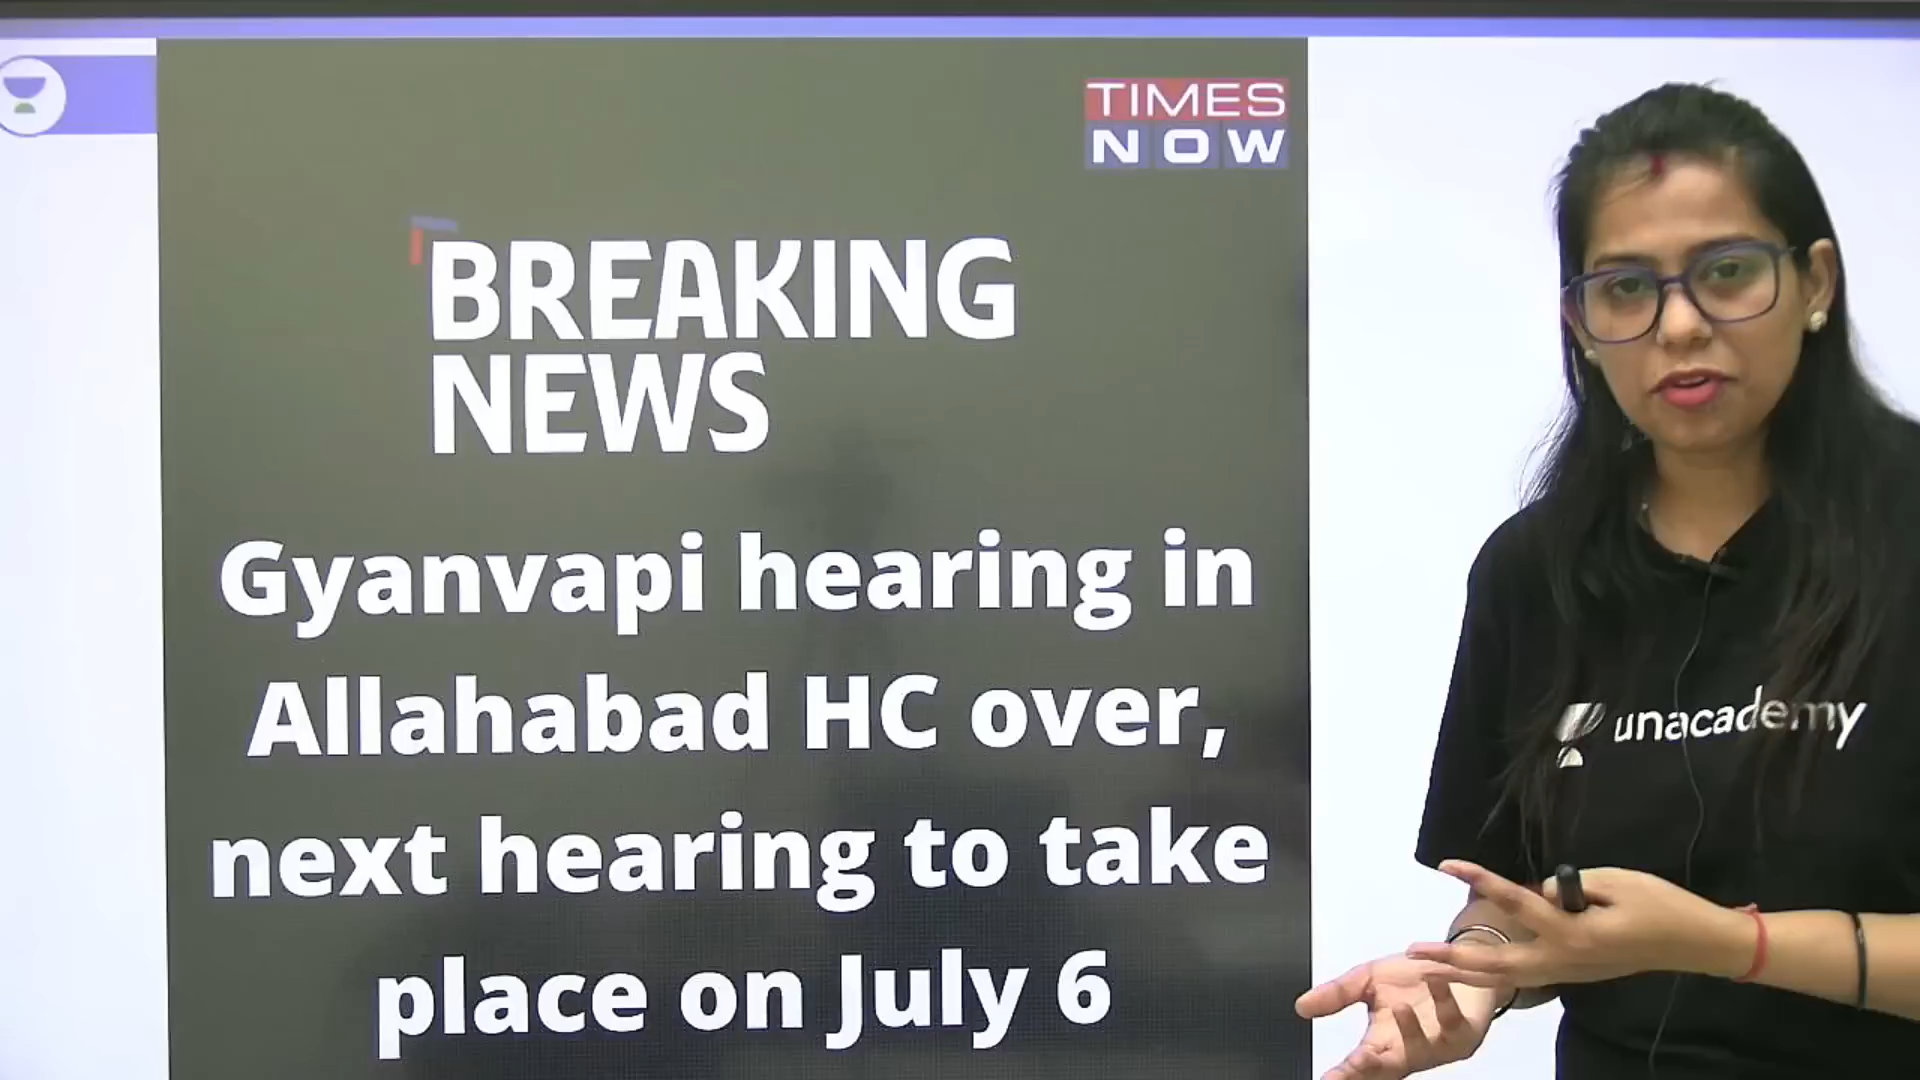 TIMES
NOW
BREAKING
NEWS
Gyanvapi hearing in
Allahabad HC over,
next hearing to take
place on July 6
unacademy